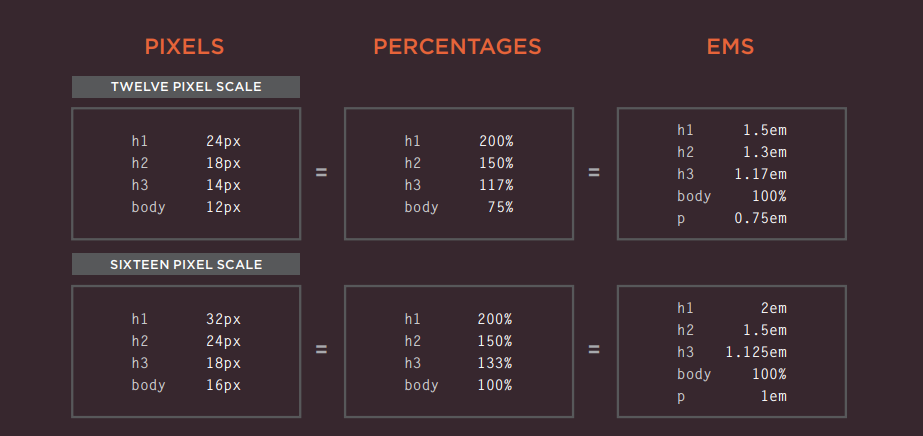 PIXELS PERCENTAGES EMS
TWELVE PIXEL SCALE
h1 24px
h2 18px
h3 14px
body 12px
=
h1 200%
h2 150%
h3 117%
body 75%
=
h1 1.5em
h2 1.3em
h3 1.17em
body 100%
p 0.75em
SIXTEEN PIXEL SCALE
h1 32px
h2 24px
h3 18px
body 16px
=
h1 200%
h2 150%
h3 133%
body 100%
=
h1 2em
h2 1.5em
h3 1.125em
body 100%
p 1em